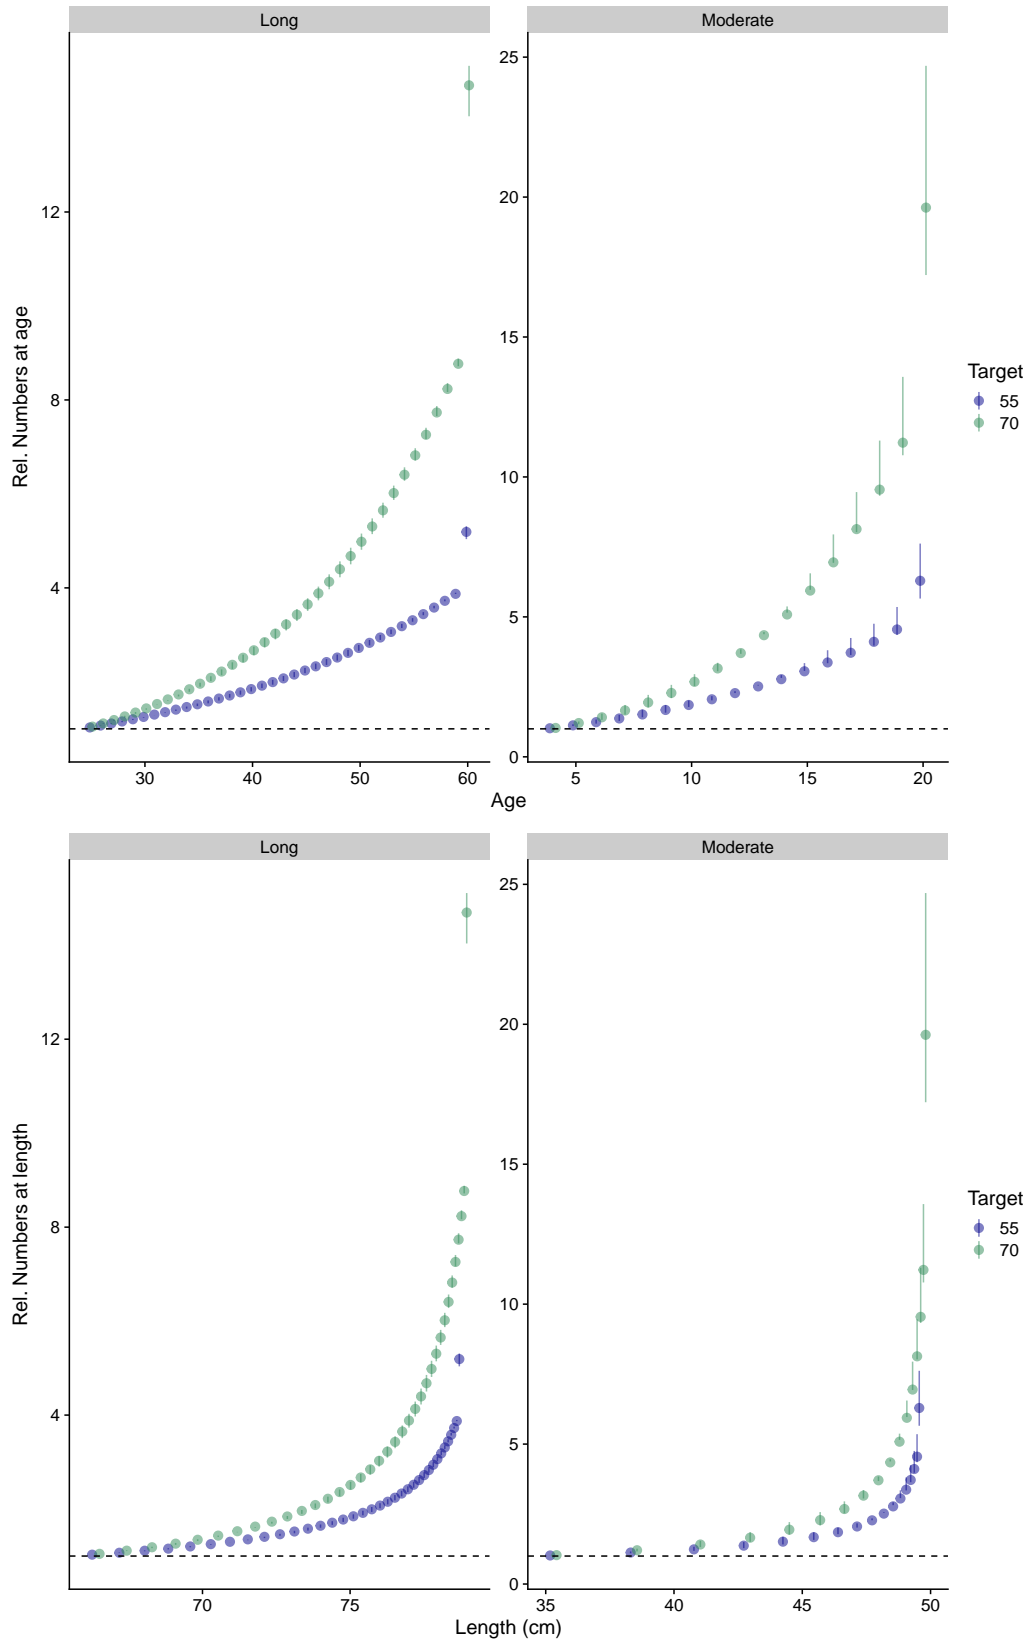 Long
Moderate
Rel. Numbers at age
12
8
4
25
20
15
10
5
0
30 40 50 60
5 10 15 20
Age
Target
55
70
Long
Moderate
Rel. Numbers at length
12
8
4
25
20
15
10
5
0
70 75
35 40 45 50
Length (cm)
Target
55
70